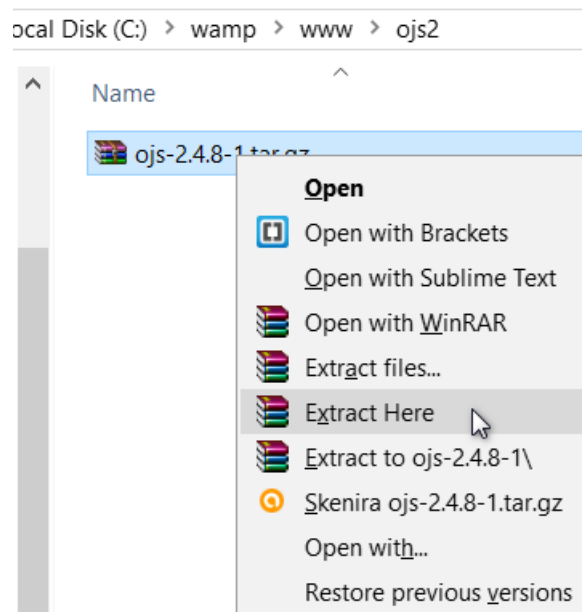 ocal Disk (C:) > wamp > www > ojs2
Name
ojs-2.4.8-1.tar.gz
Open
Open with Brackets
Open with Sublime Text
Open with WinRAR
Extract files...
Extract Here
Extract to ojs-2.4.8-1\
Skenira ojs-2.4.8-1.tar.gz
Open with...
Restore previous versions